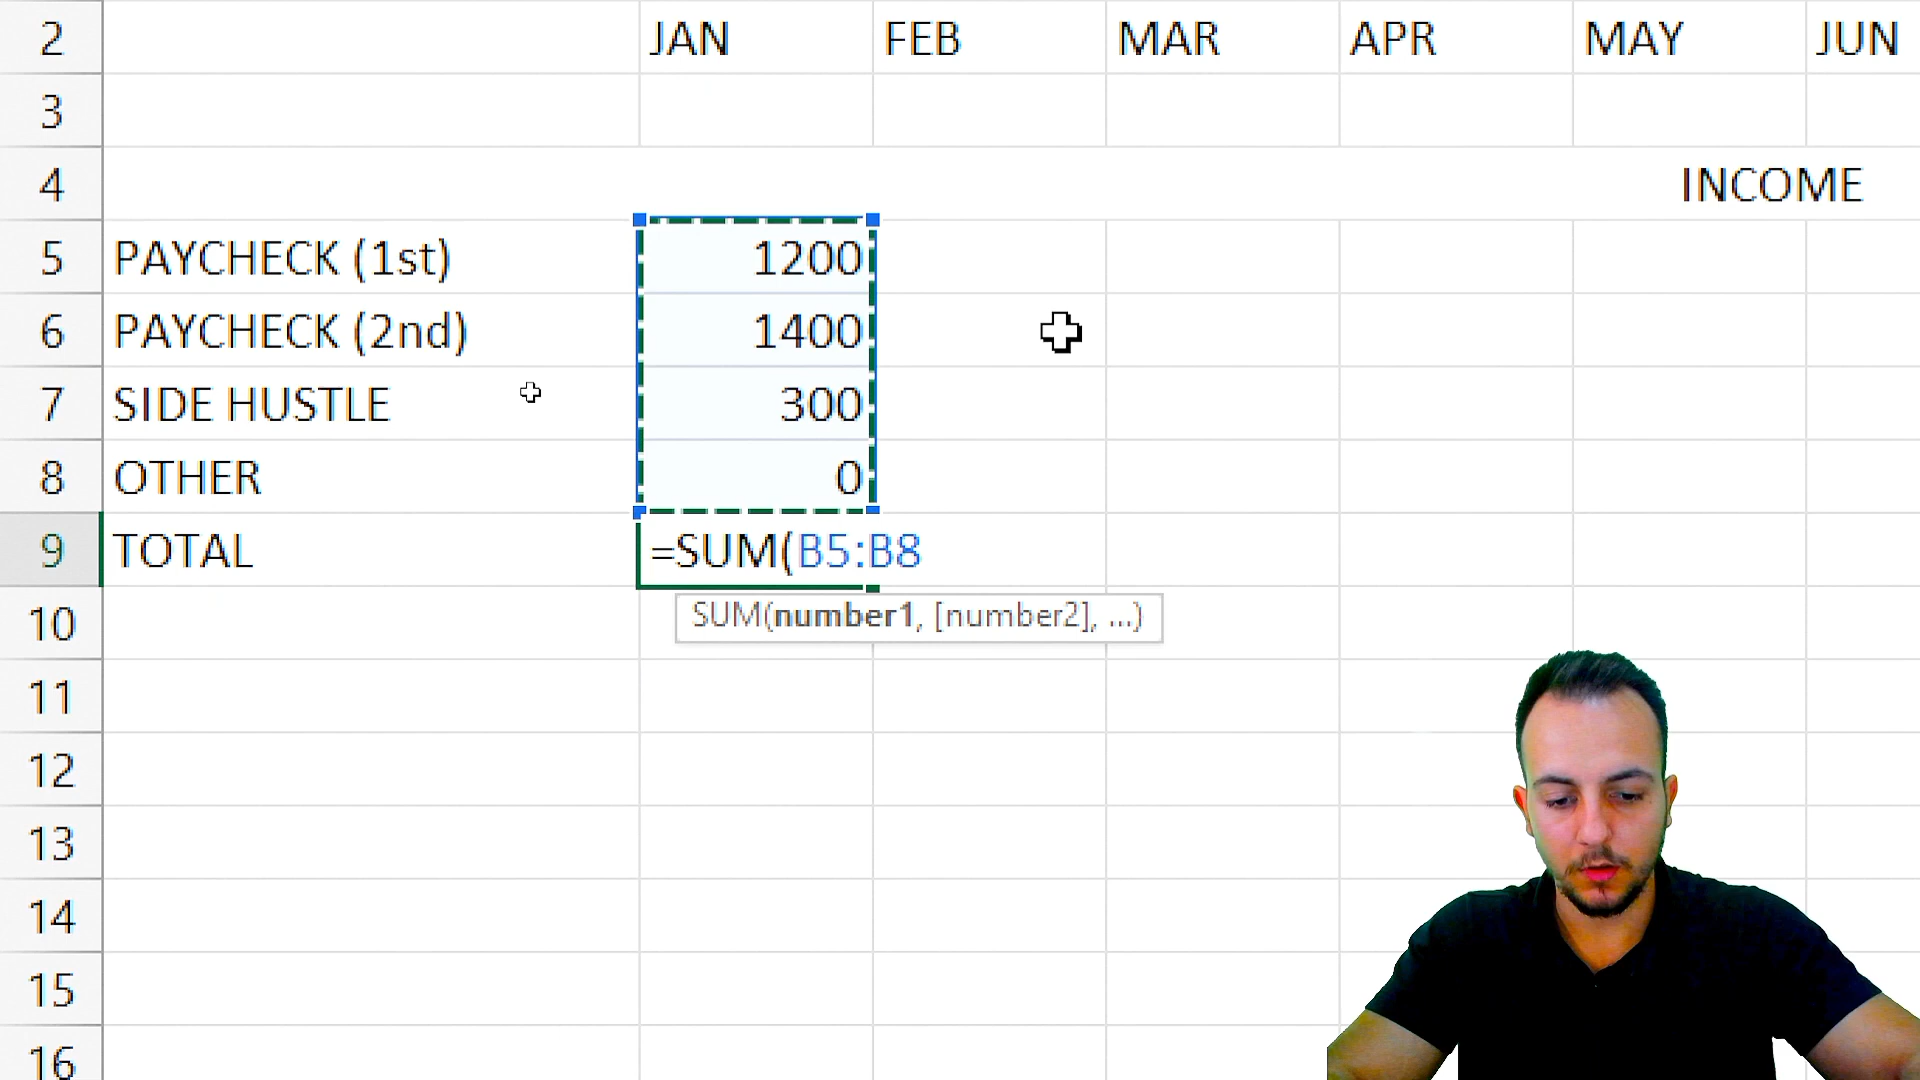 2 JAN FEB MAR APR MAY JUN
3
4 INCOME
5 PAYCHECK (1st) 1200
6 PAYCHECK (2nd) 1400
7 SIDE HUSTLE 300
8 OTHER 0
9 TOTAL =SUM(B5:B8
10 SUM(number1, [number2], ...)
11
12
13
14
15
16